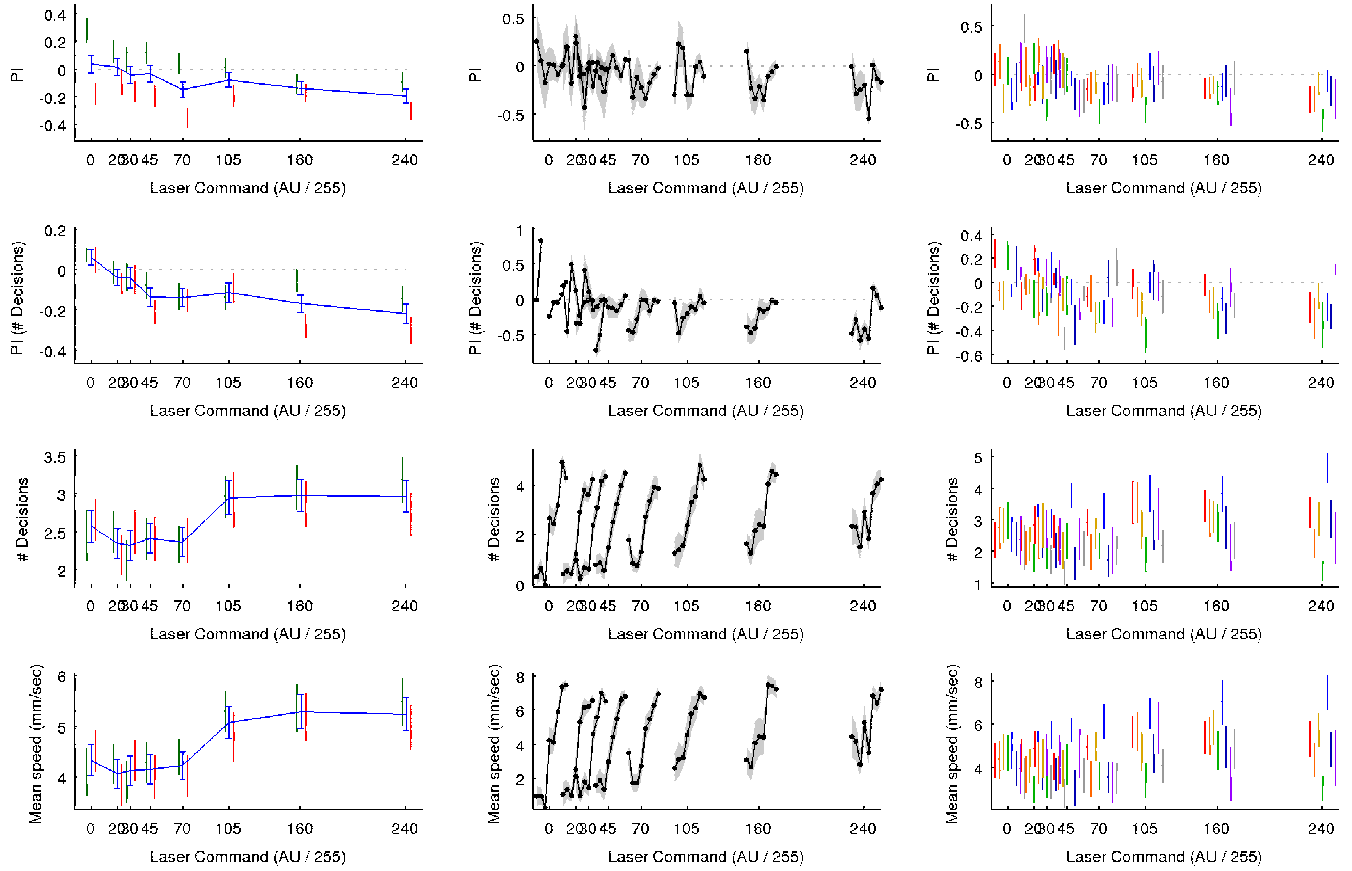 PI
0.4
0.2
0
-0.2
-0.4
0 20 30 45 70 105 160 240
Laser Command (AU / 255)
PI
0.5
0
-0.5
0 20 30 45 70 105 160 240
Laser Command (AU / 255)
PI
0.5
0
-0.5
0 20 30 45 70 105 160 240
Laser Command (AU / 255)
PI (# Decisions)
0.2
0
-0.2
-0.4
0 20 30 45 70 105 160 240
Laser Command (AU / 255)
PI (# Decisions)
1
0.5
0
-0.5
0 20 30 45 70 105 160 240
Laser Command (AU / 255)
PI (# Decisions)
0.4
0.2
0
-0.2
-0.4
-0.6
0 20 30 45 70 105 160 240
Laser Command (AU / 255)
# Decisions
3.5
3
2.5
2
0 20 30 45 70 105 160 240
Laser Command (AU / 255)
# Decisions
4
2
0
0 20 30 45 70 105 160 240
Laser Command (AU / 255)
# Decisions
5
4
3
2
1
0 20 30 45 70 105 160 240
Laser Command (AU / 255)
Mean speed (mm/sec)
6
5
4
0 20 30 45 70 105 160 240
Laser Command (AU / 255)
Mean speed (mm/sec)
8
6
4
2
0 20 30 45 70 105 160 240
Laser Command (AU / 255)
Mean speed (mm/sec)
8
6
4
0 20 30 45 70 105 160 240
Laser Command (AU / 255)